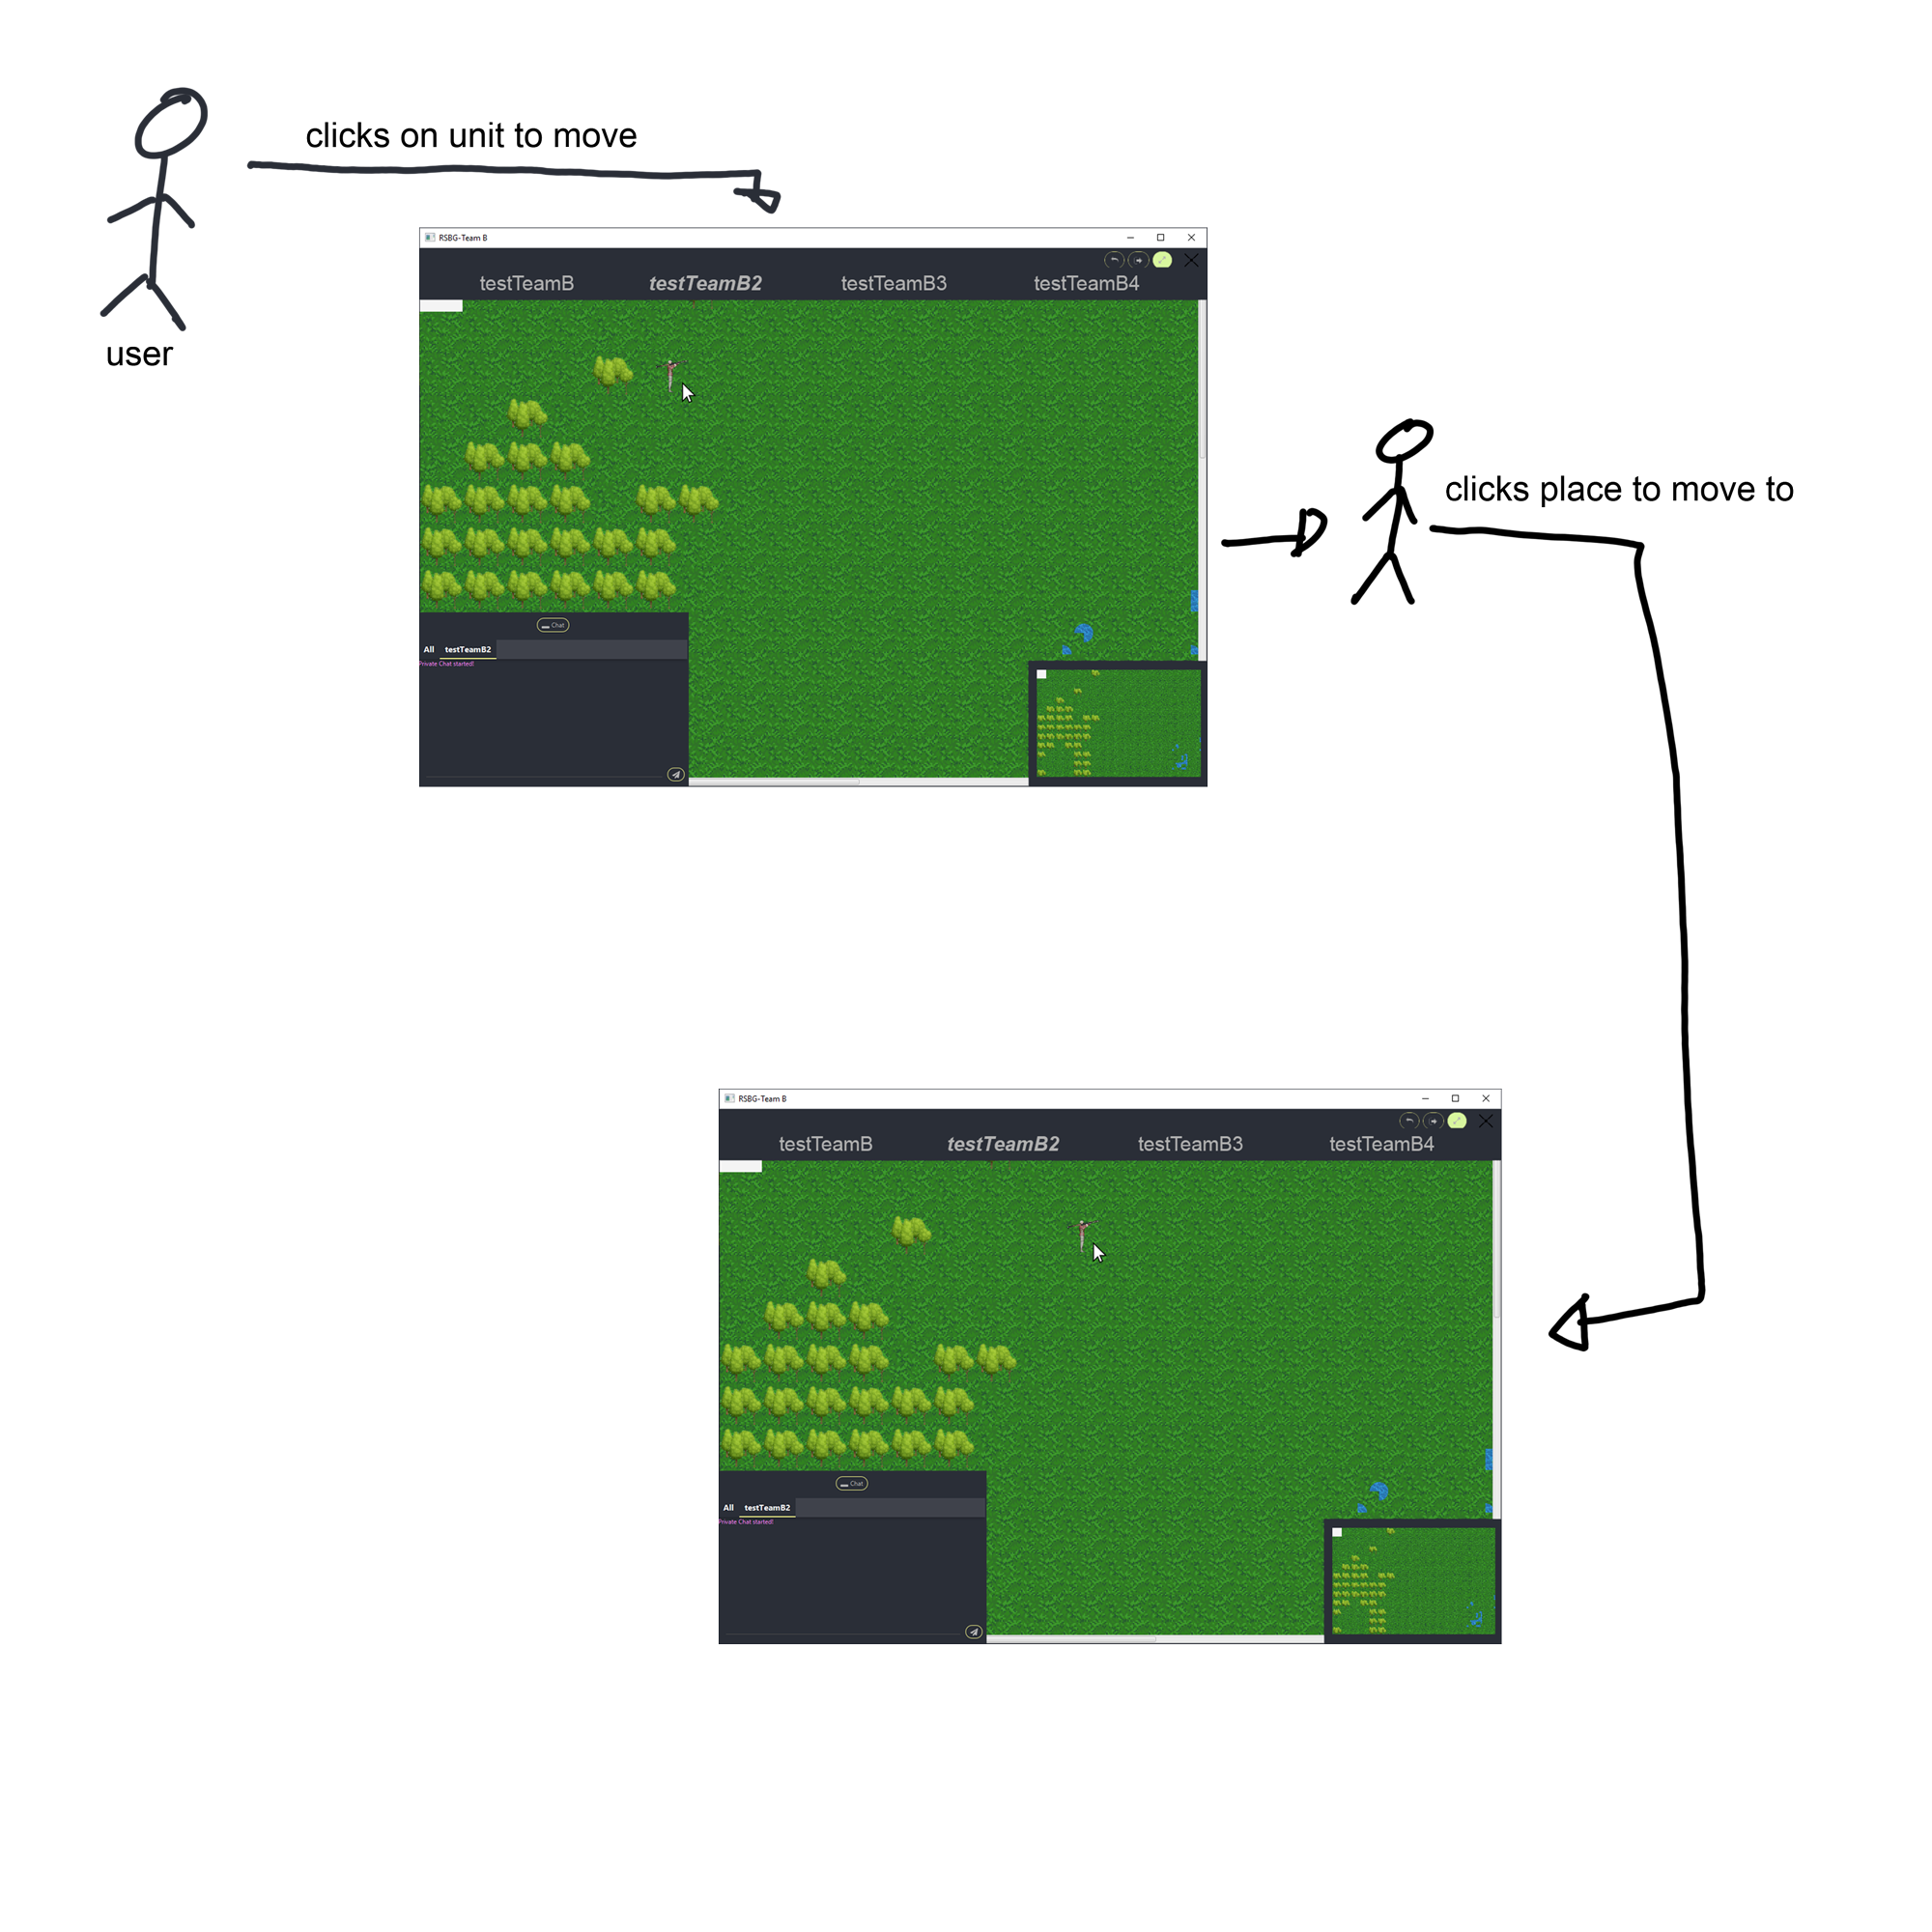 clicks on unit to move
user
RSBG-Team B
testTeamB testTeamB2 testTeamB3 testTeamB4
Chat
All testTeamB2
Private Chat started!
clicks place to move to
RSBG-Team B
testTeamB testTeamB2 testTeamB3 testTeamB4
Chat
All testTeamB2
Private Chat started!